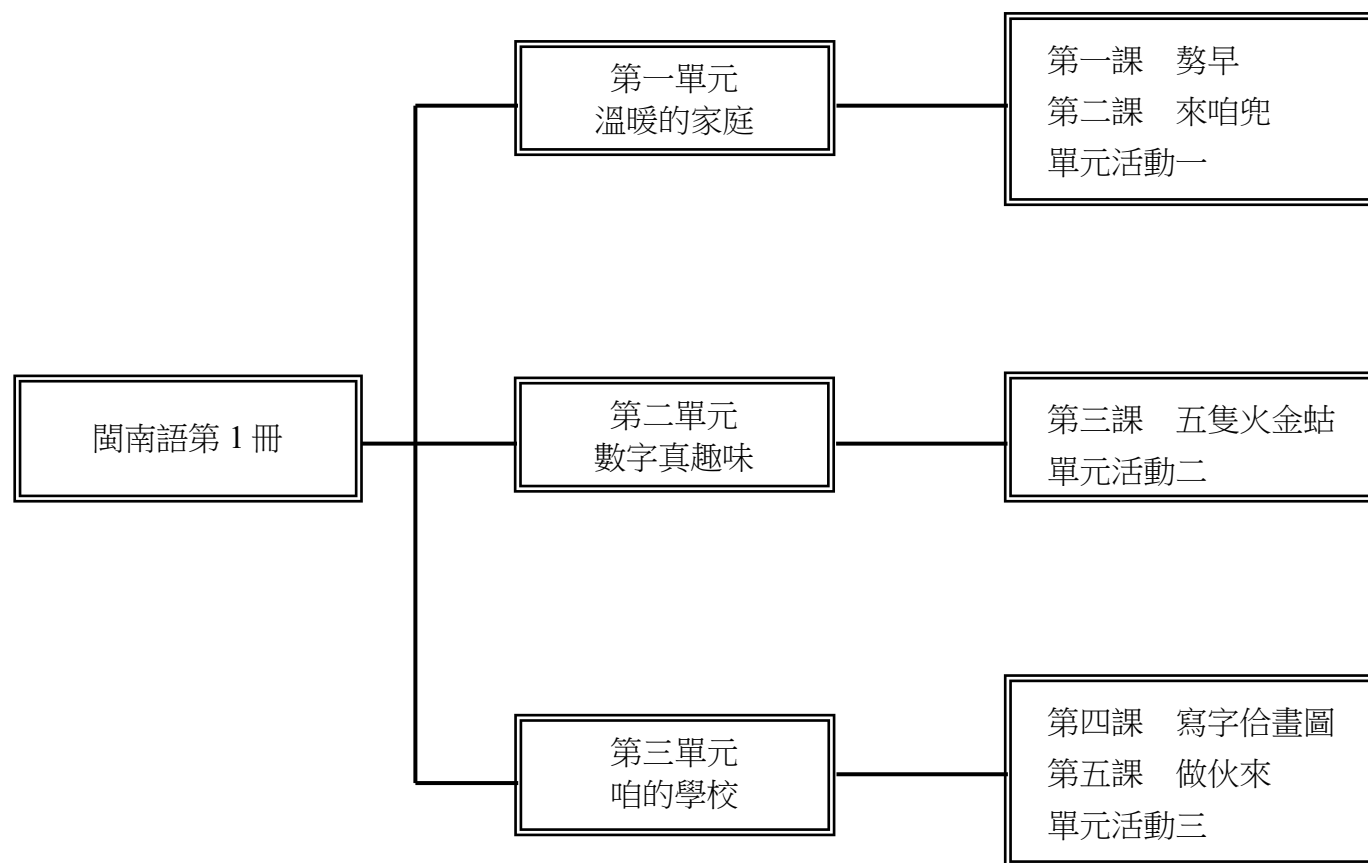 閩南語第 1 冊
第一單元
溫暖的家庭
第一課　勢早
第二課　來咱兜
單元活動一
第二單元
數字真趣味
第三課　五隻火金蛄
單元活動二
第三單元
咱的學校
第四課　寫字佮畫圖
第五課　做伙來
單元活動三